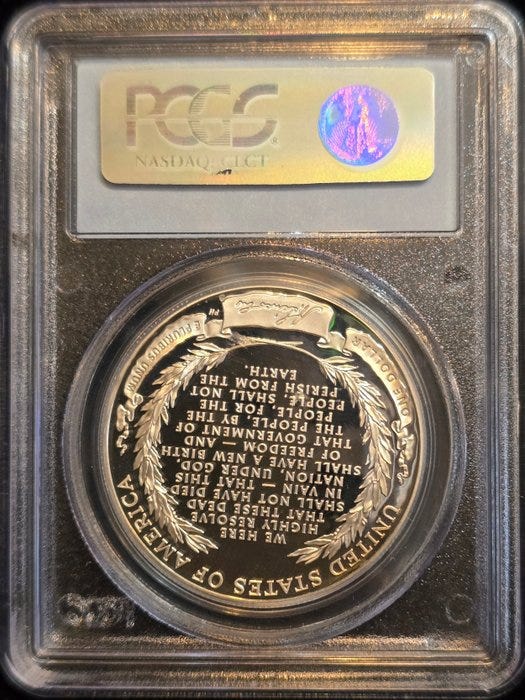 PCGS
NASDAQ: CLCT
UNITED STATES OF AMERICA
WE HERE
HIGHLY RESOLVE
THAT THESE DEAD
SHALL NOT HAVE DIED
IN VAIN — THAT THIS
NATION, UNDER GOD,
SHALL HAVE A NEW BIRTH
OF FREEDOM — AND
THAT GOVERNMENT OF
THE PEOPLE, BY THE
PEOPLE, FOR THE
PEOPLE, SHALL NOT
PERISH FROM THE
EARTH.
ONE DOLLAR
E PLURIBUS UNUM
PH
PCGS